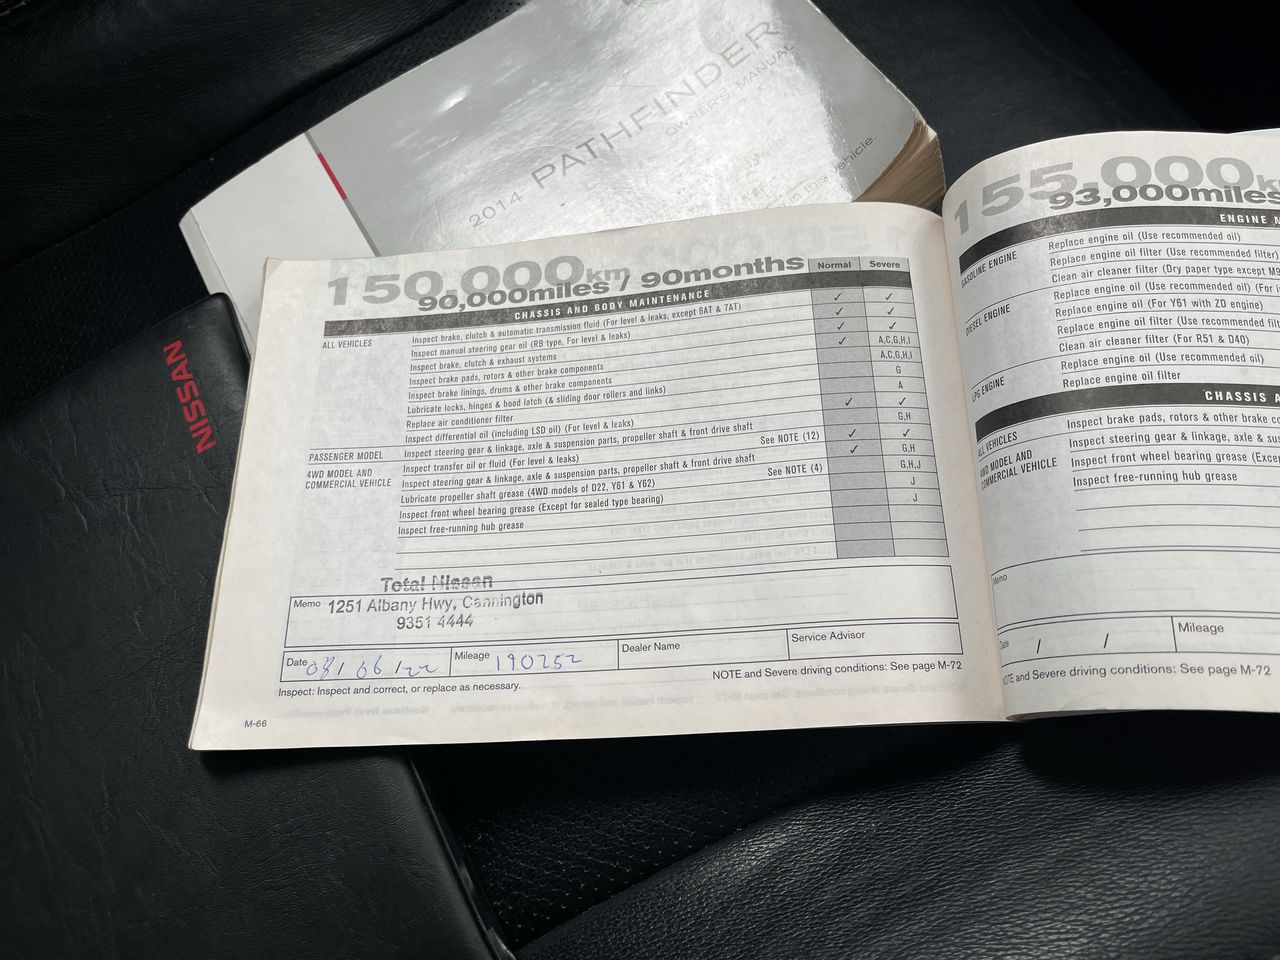 2014 PATHFINDER
OWNER'S MANUAL
in this vehicle.
NISSAN
150,000km
90,000miles / 90months
Normal Severe
CHASSIS AND BODY MAINTENANCE
ALL VEHICLES
Inspect brake, clutch & automatic transmission fluid (For level & leaks, except 6AT & 7AT) ✓ ✓
Inspect manual steering gear oil (RB type, For level & leaks) ✓ ✓
Inspect brake, clutch & exhaust systems ✓ ✓
Inspect brake pads, rotors & other brake components ✓ A,C,G,H,I
Inspect brake linings, drums & other brake components A,C,G,H,I
Lubricate locks, hinges & hood latch (& sliding door rollers and links) G
Replace air conditioner filter A
Inspect differential oil (including LSD oil) (For level & leaks) ✓ ✓
PASSENGER MODEL
Inspect steering gear & linkage, axle & suspension parts, propeller shaft & front drive shaft G,H
4WD MODEL AND
COMMERCIAL VEHICLE
Inspect transfer oil or fluid (For level & leaks) See NOTE (12) ✓ ✓
Inspect steering gear & linkage, axle & suspension parts, propeller shaft & front drive shaft ✓ G,H
Lubricate propeller shaft grease (4WD models of D22, Y61 & Y62) See NOTE (4) G,H,J
Inspect front wheel bearing grease (Except for sealed type bearing) J
Inspect free-running hub grease J
Total Nissan
Memo 1251 Albany Hwy, Cannington
9351 4444
Date 08/06/22 Mileage 190252 Dealer Name Service Advisor
Inspect: Inspect and correct, or replace as necessary. NOTE and Severe driving conditions: See page M-72
M-66
155,000k
93,000miles
ENGINE M
GASOLINE ENGINE
Replace engine oil (Use recommended oil)
Replace engine oil filter (Use recommended filter)
Clean air cleaner filter (Dry paper type except M9
DIESEL ENGINE
Replace engine oil (Use recommended oil) (For
Replace engine oil (For Y61 with ZD engine)
Replace engine oil filter (Use recommended filter
Clean air cleaner filter (For R51 & D40)
LPG ENGINE
Replace engine oil (Use recommended oil)
Replace engine oil filter
CHASSIS A
ALL VEHICLES
Inspect brake pads, rotors & other brake co
4WD MODEL AND
COMMERCIAL VEHICLE
Inspect steering gear & linkage, axle & sus
Inspect front wheel bearing grease (Excep
Inspect free-running hub grease
Memo
Date / / Mileage
NOTE and Severe driving conditions: See page M-72